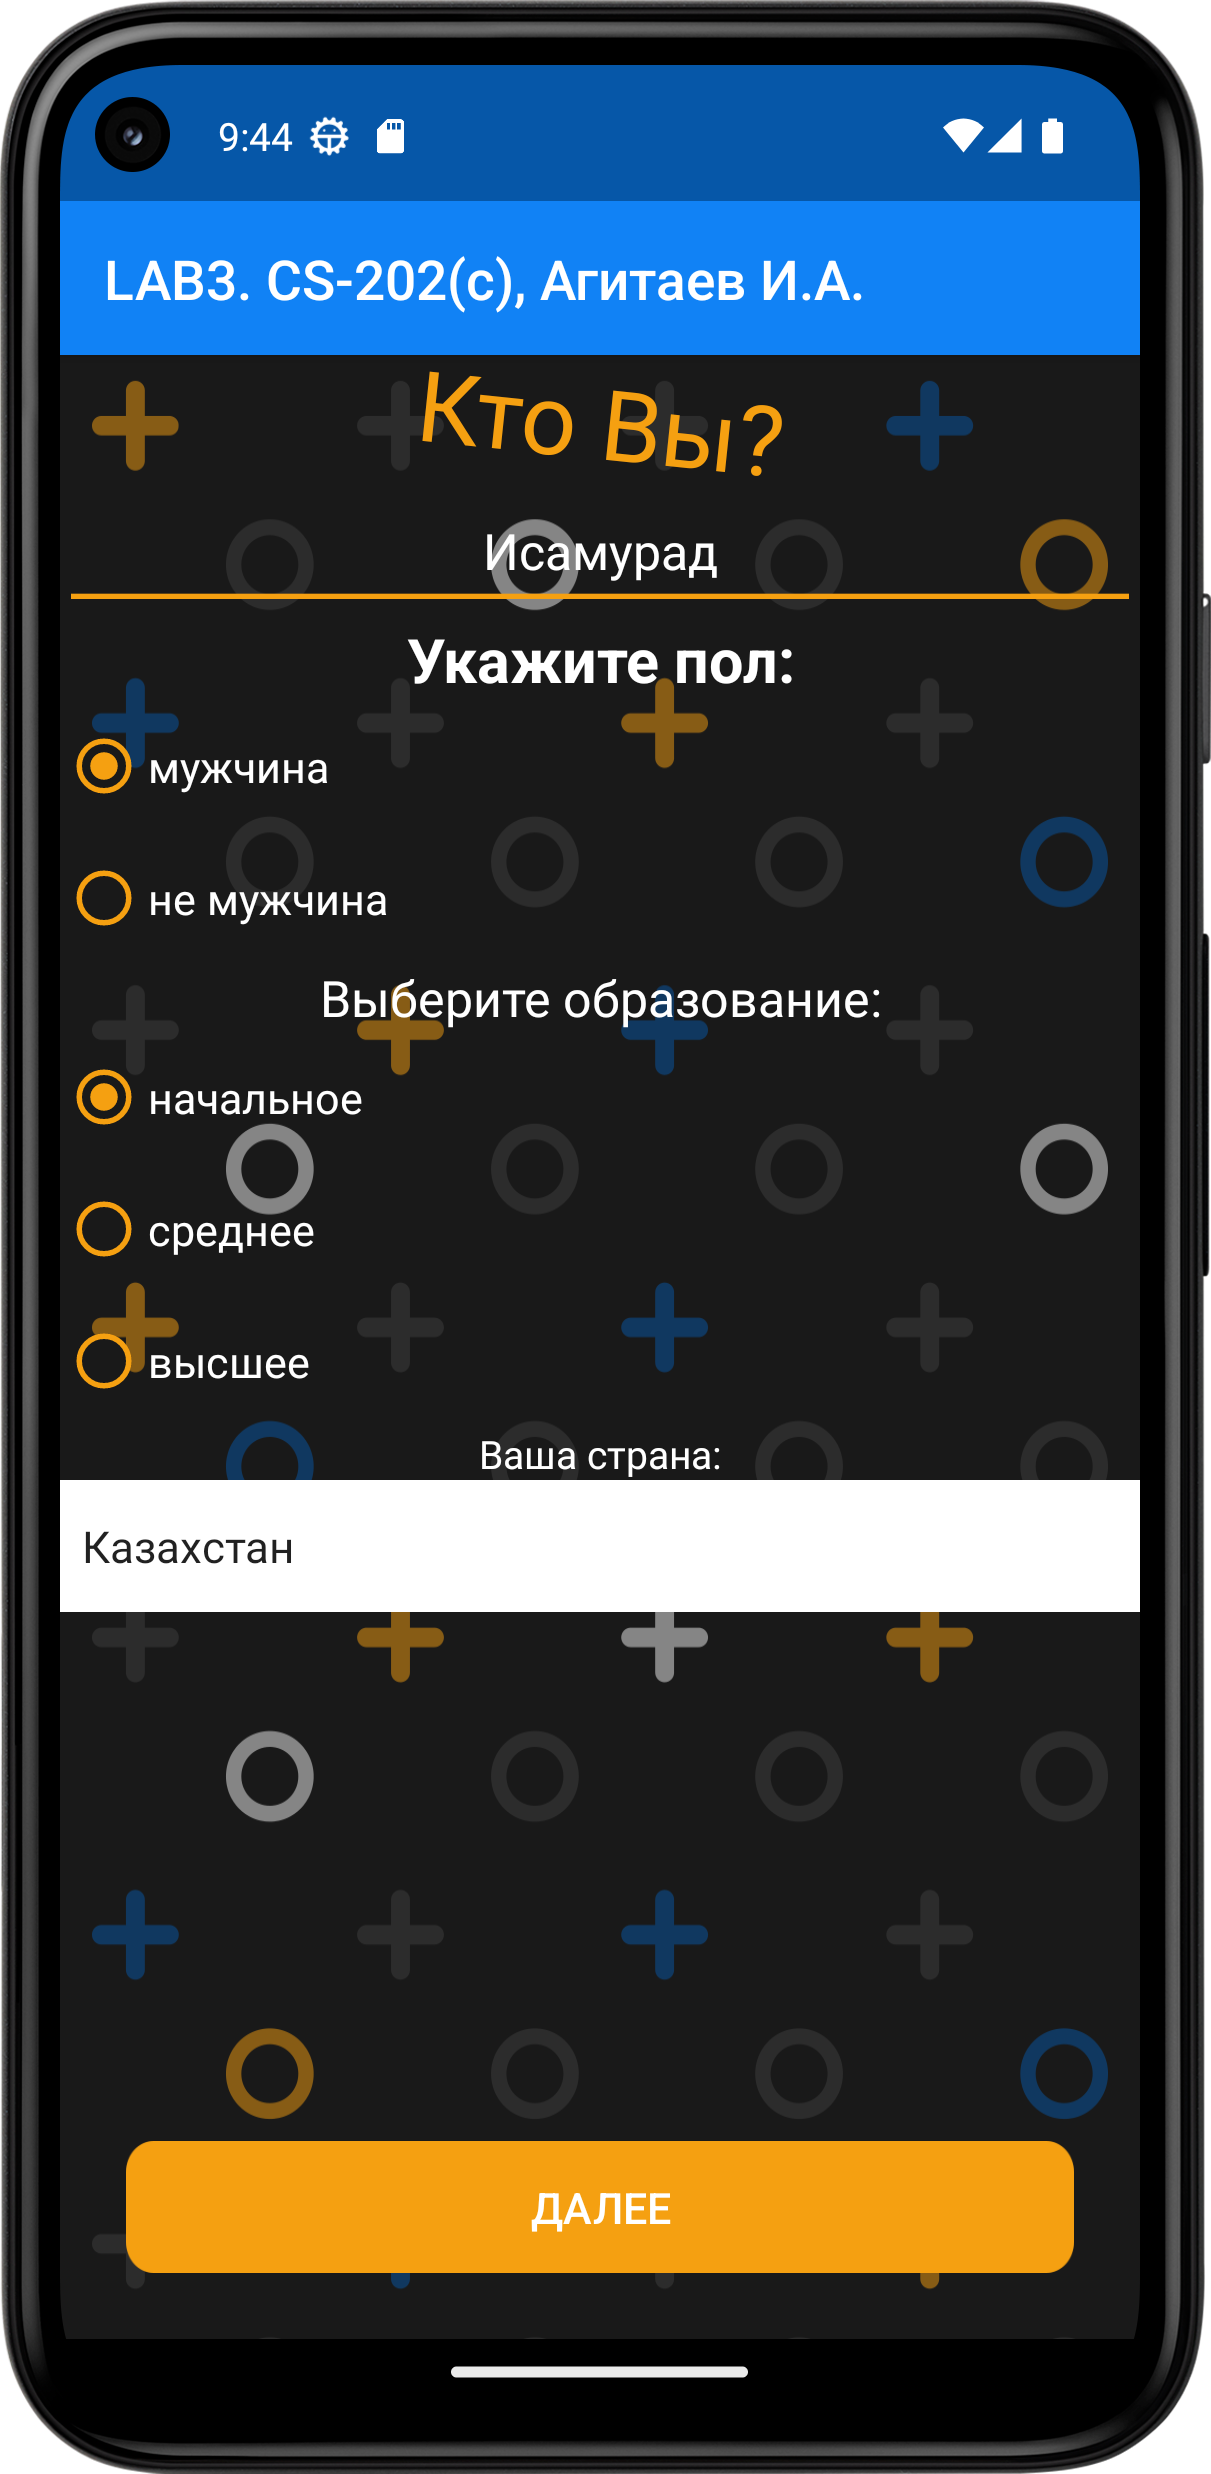 9:44
LAB3. CS-202(c), Агитаев И.А.
Кто Вы?
Исамурад
Укажите пол:
мужчина
не мужчина
Выберите образование:
начальное
среднее
высшее
Ваша страна:
Казахстан
ДАЛЕЕ